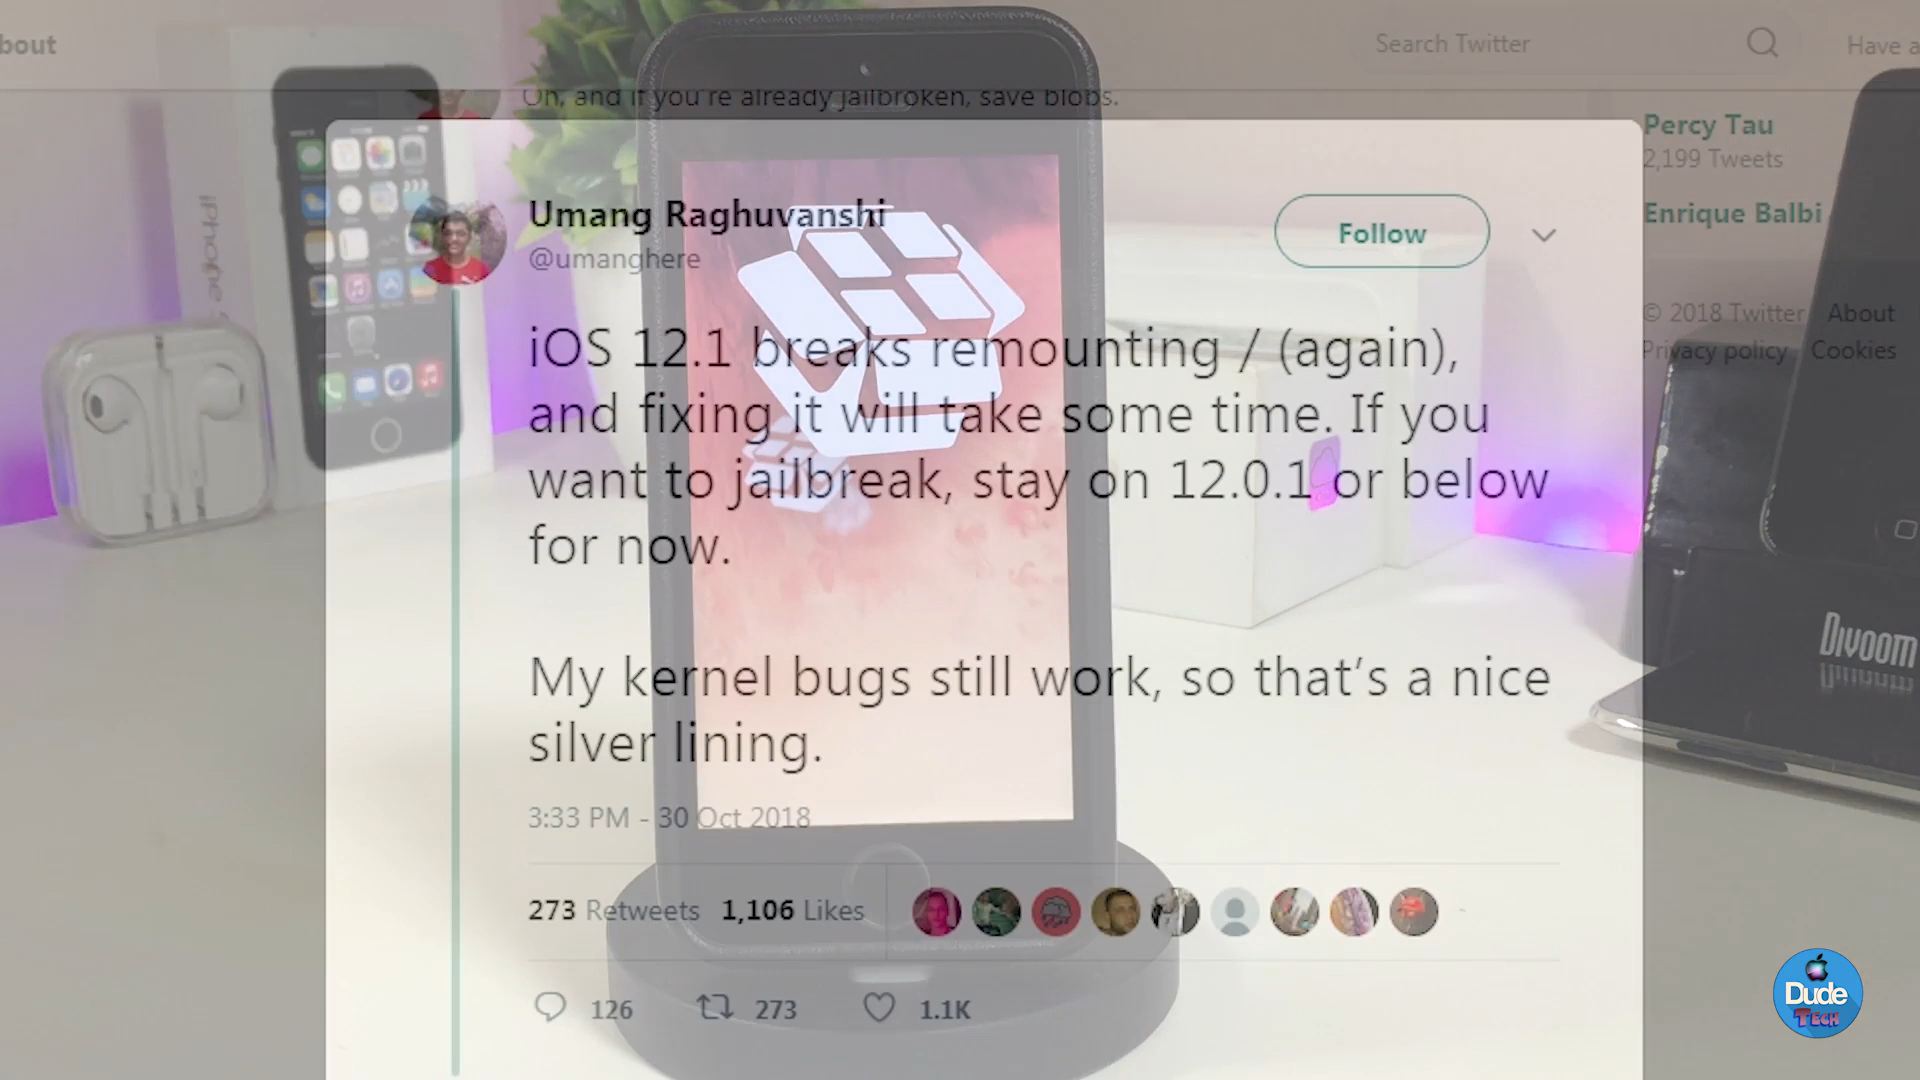 bout
Search Twitter
Have a
Oh, and if you're already jailbroken, save blobs.
Percy Tau
2,199 Tweets
Umang Raghuvanshi
@umanghere
Follow
Enrique Balbi
iPhone
iOS 12.1 breaks remounting / (again),
and fixing it will take some time. If you
want to jailbreak, stay on 12.0.1 or below
for now.
© 2018 Twitter About
Privacy policy Cookies
My kernel bugs still work, so that’s a nice
silver lining.
DIVOOM
3:33 PM - 30 Oct 2018
273 Retweets 1,106 Likes
126 273 1.1K
Dude
TECH